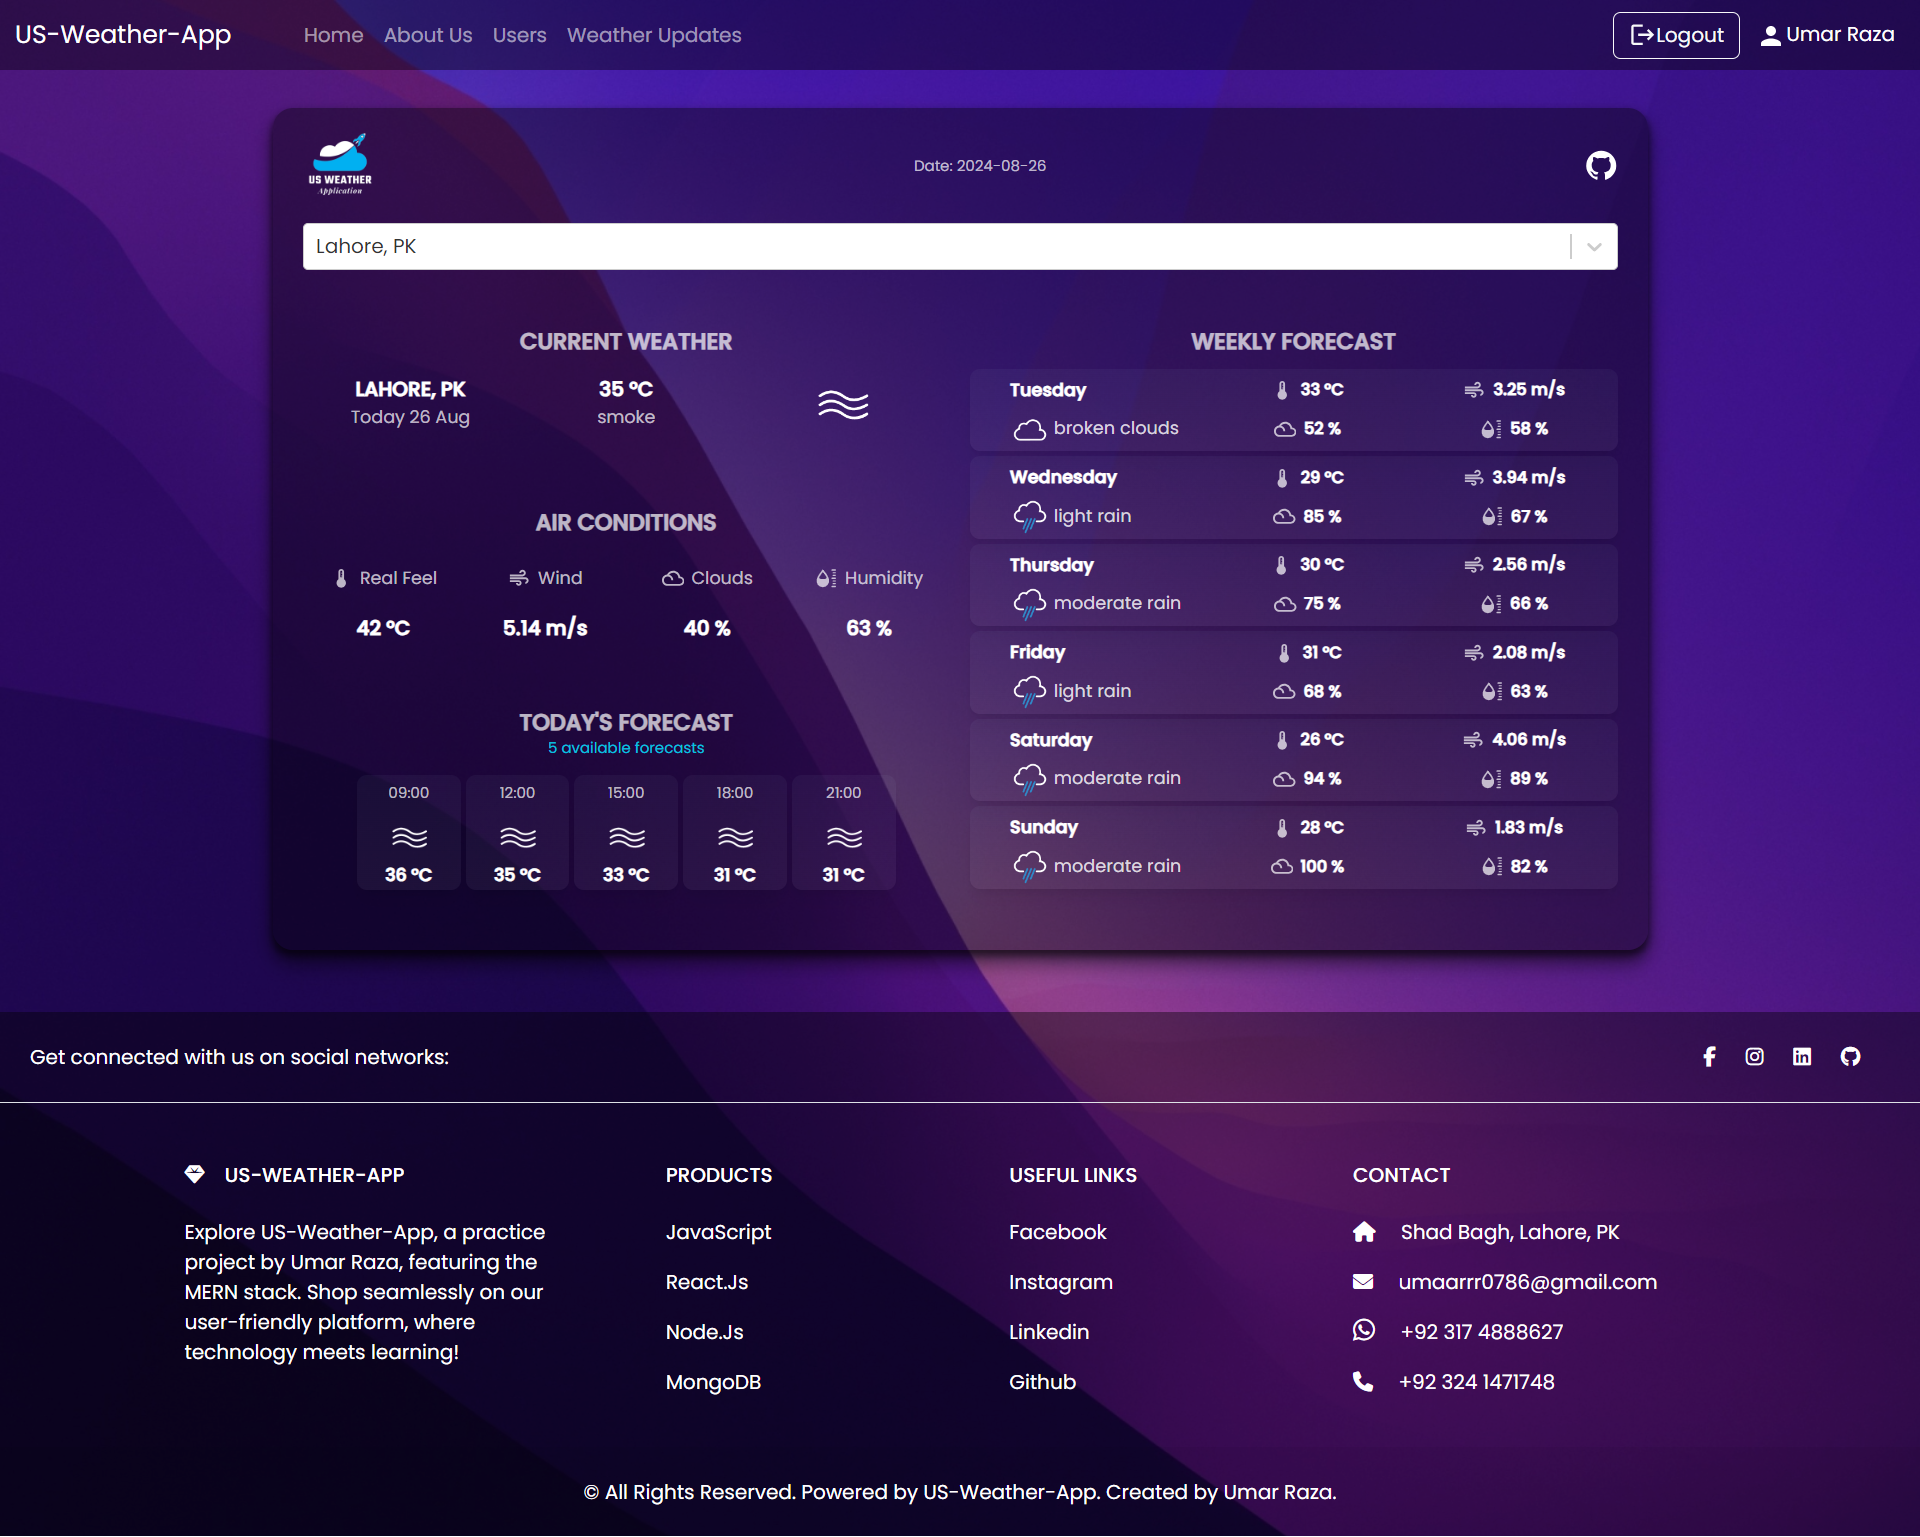 US-Weather-App
Home About Us Users Weather Updates
Logout Umar Raza
US WEATHER
Application
Date: 2024-08-26
Lahore, PK
CURRENT WEATHER
LAHORE, PK 35 °C
Today 26 Aug smoke
AIR CONDITIONS
Real Feel Wind Clouds Humidity
42 °C 5.14 m/s 40 % 63 %
TODAY'S FORECAST
5 available forecasts
09:00 12:00 15:00 18:00 21:00
36 °C 35 °C 33 °C 31 °C 31 °C
WEEKLY FORECAST
Tuesday 33 °C 3.25 m/s
broken clouds 52 % 58 %
Wednesday 29 °C 3.94 m/s
light rain 85 % 67 %
Thursday 30 °C 2.56 m/s
moderate rain 75 % 66 %
Friday 31 °C 2.08 m/s
light rain 68 % 63 %
Saturday 26 °C 4.06 m/s
moderate rain 94 % 89 %
Sunday 28 °C 1.83 m/s
moderate rain 100 % 82 %
Get connected with us on social networks:
US-WEATHER-APP
Explore US-Weather-App, a practice
project by Umar Raza, featuring the
MERN stack. Shop seamlessly on our
user-friendly platform, where
technology meets learning!
PRODUCTS
JavaScript
React.Js
Node.Js
MongoDB
USEFUL LINKS
Facebook
Instagram
Linkedin
Github
CONTACT
Shad Bagh, Lahore, PK
umaarrr0786@gmail.com
+92 317 4888627
+92 324 1471748
© All Rights Reserved. Powered by US-Weather-App. Created by Umar Raza.